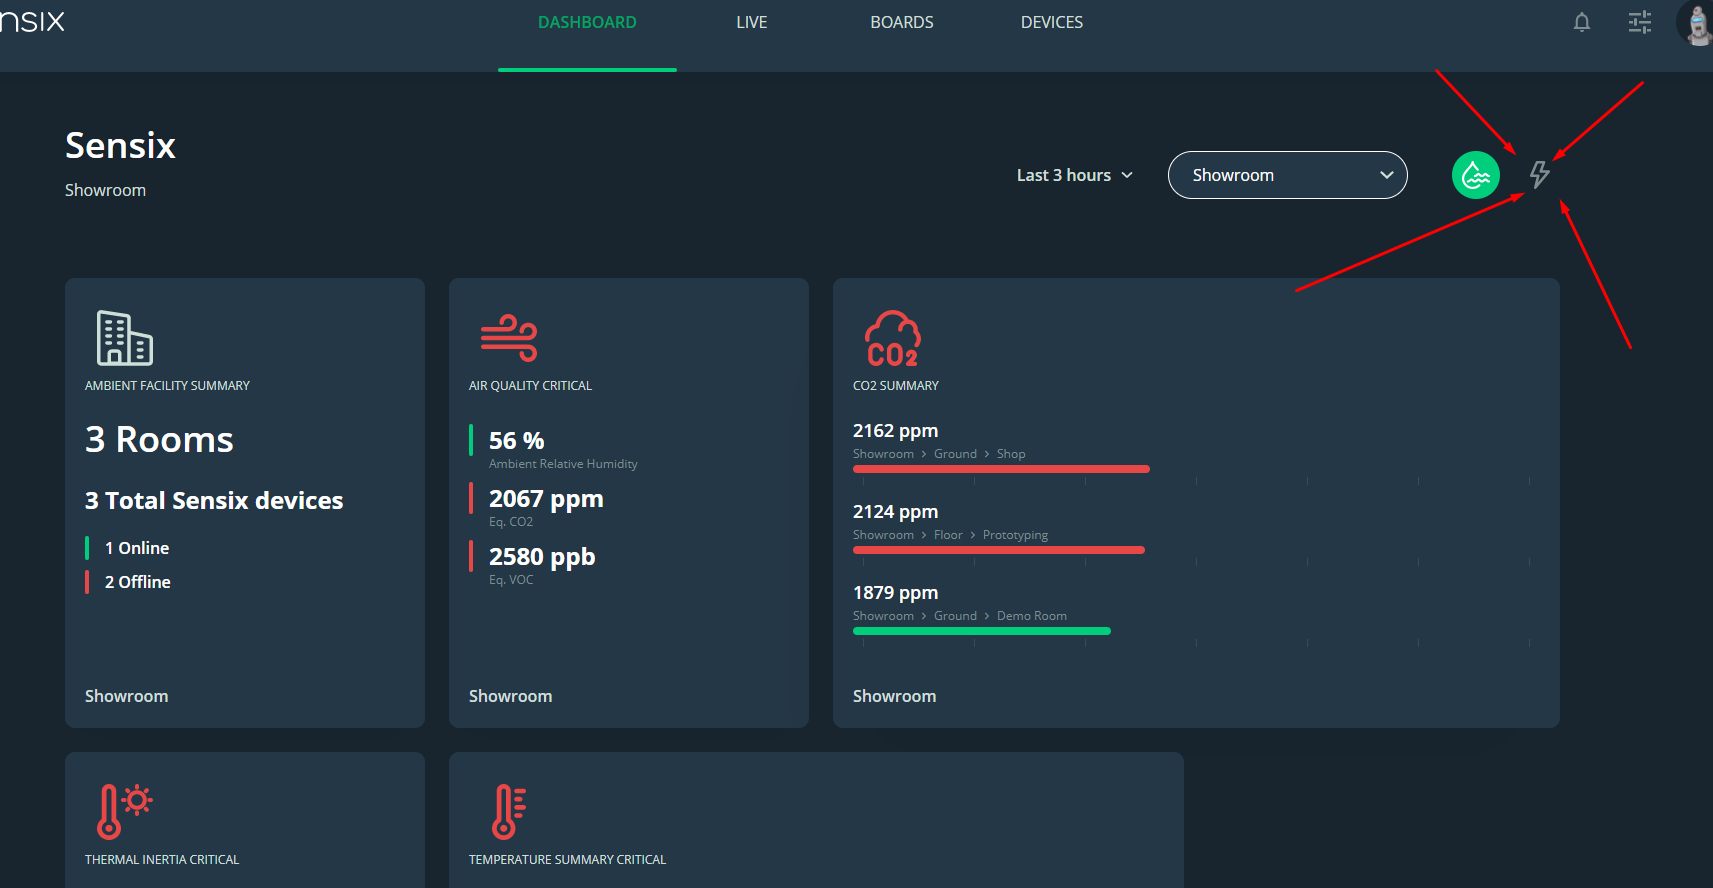 nsix
DASHBOARD
LIVE
BOARDS
DEVICES
Sensix
Showroom
Last 3 hours
Showroom
AMBIENT FACILITY SUMMARY
3 Rooms
3 Total Sensix devices
1 Online
2 Offline
Showroom
AIR QUALITY CRITICAL
56 %
Ambient Relative Humidity
2067 ppm
Eq. CO2
2580 ppb
Eq. VOC
Showroom
CO2
CO2 SUMMARY
2162 ppm
Showroom > Ground > Shop
2124 ppm
Showroom > Floor > Prototyping
1879 ppm
Showroom > Ground > Demo Room
Showroom
THERMAL INERTIA CRITICAL
TEMPERATURE SUMMARY CRITICAL